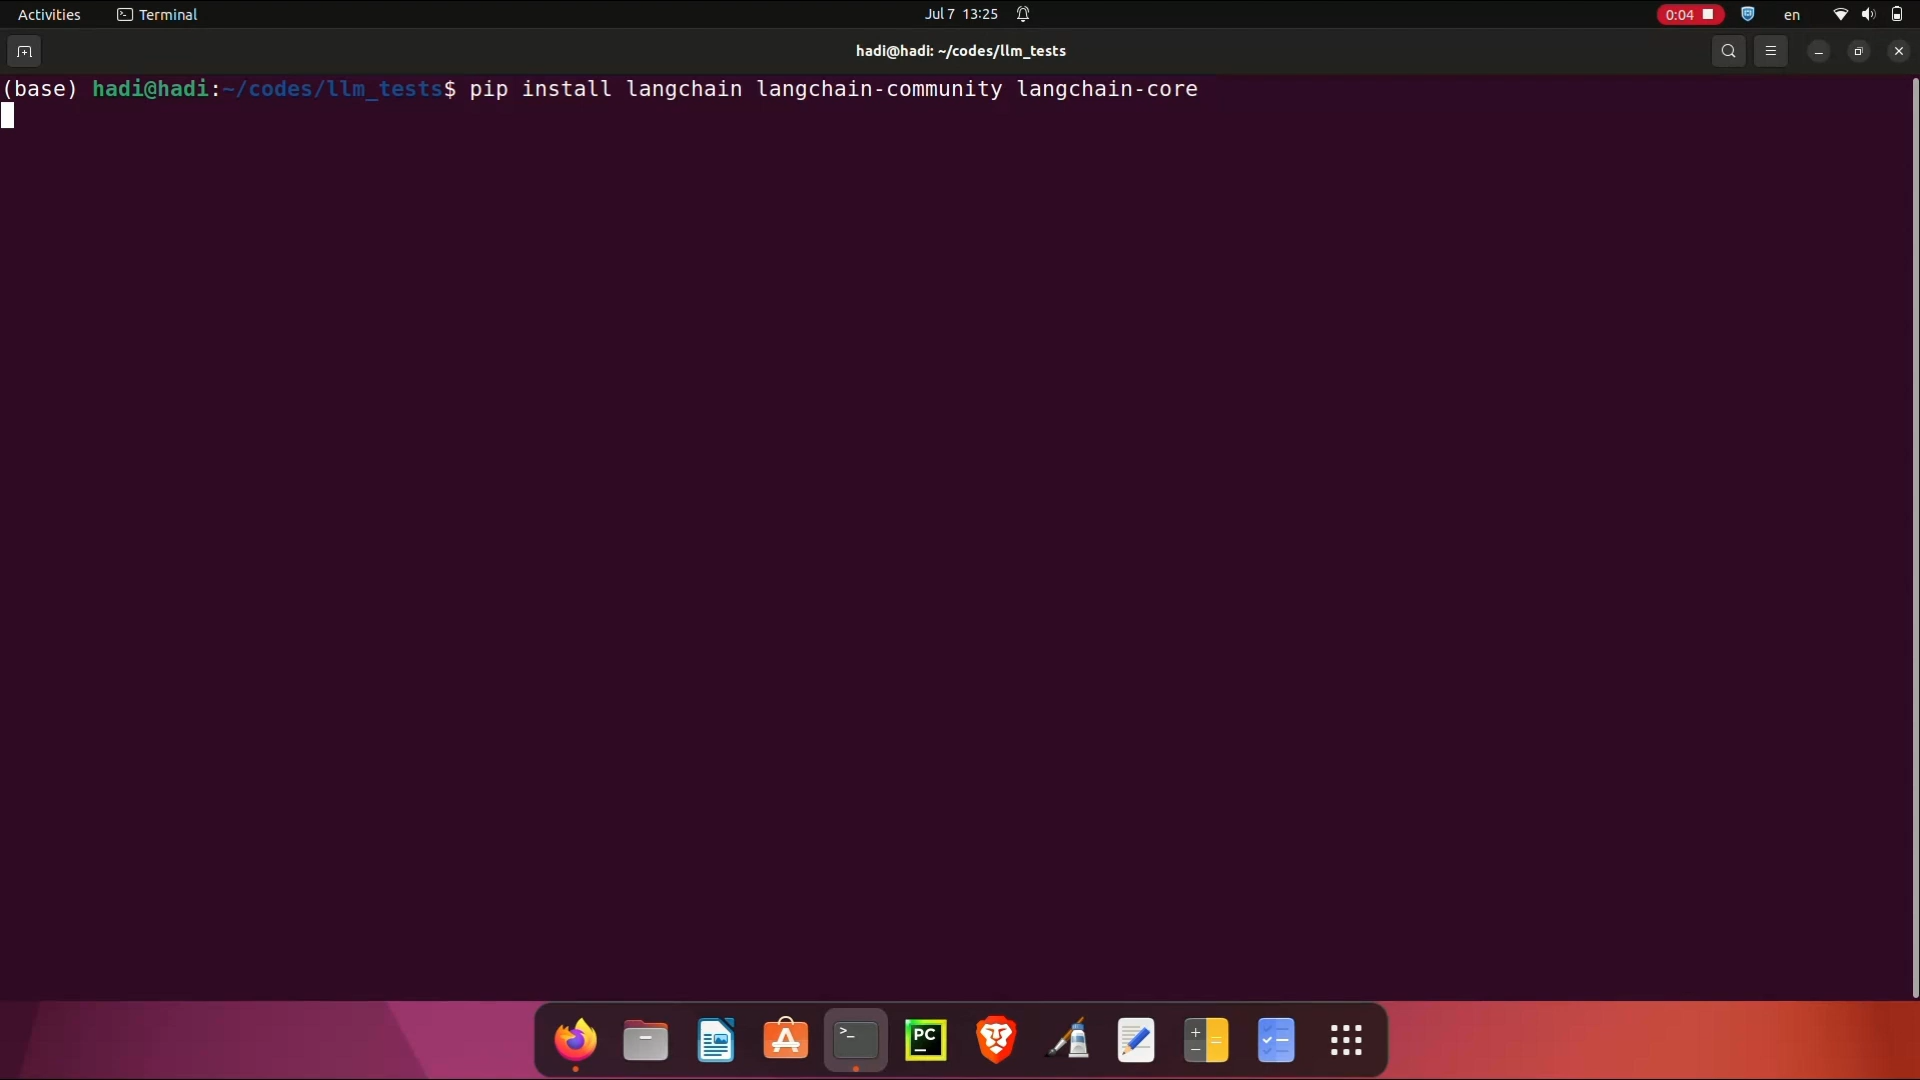 Activities Terminal Jul 7 13:25 0:04 en
hadi@hadi: ~/codes/llm_tests
(base) hadi@hadi:~/codes/llm_tests$ pip install langchain langchain-community langchain-core
PC